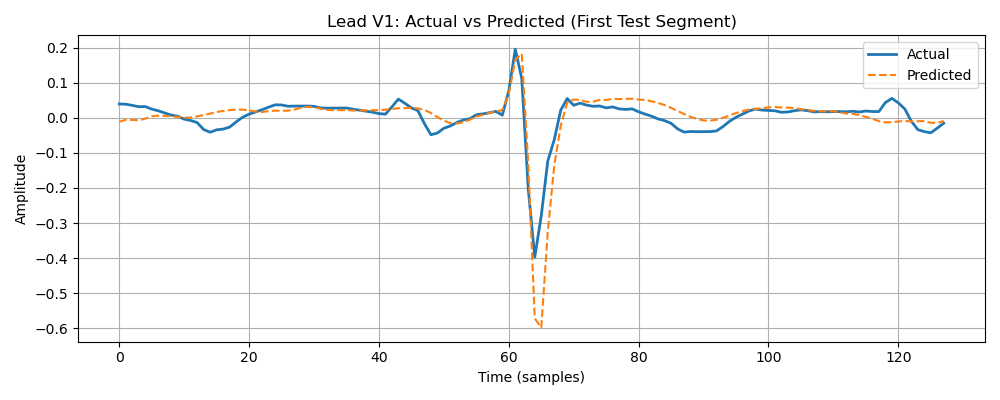 Lead V1: Actual vs Predicted (First Test Segment)
Actual
Predicted
Amplitude
0.2
0.1
0.0
−0.1
−0.2
−0.3
−0.4
−0.5
−0.6
0 20 40 60 80 100 120
Time (samples)